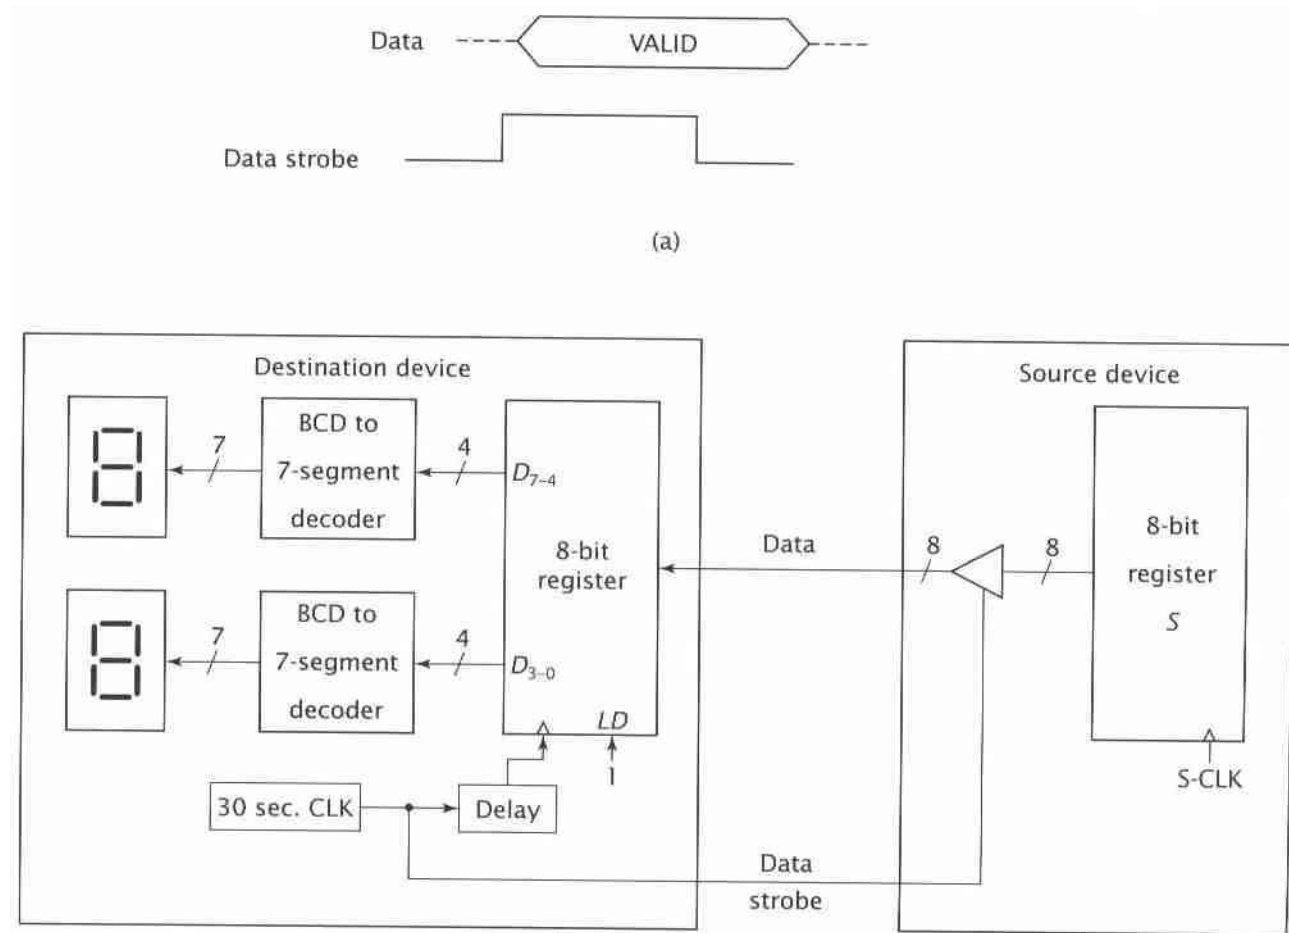 Data
VALID
Data strobe
(a)
Destination device
Source device
BCD to
7-segment
decoder
7
4
D7–4
8-bit
register
Data
8
8
8-bit
register
S
BCD to
7-segment
decoder
7
4
D3–0
LD
1
S-CLK
30 sec. CLK
Delay
Data
strobe